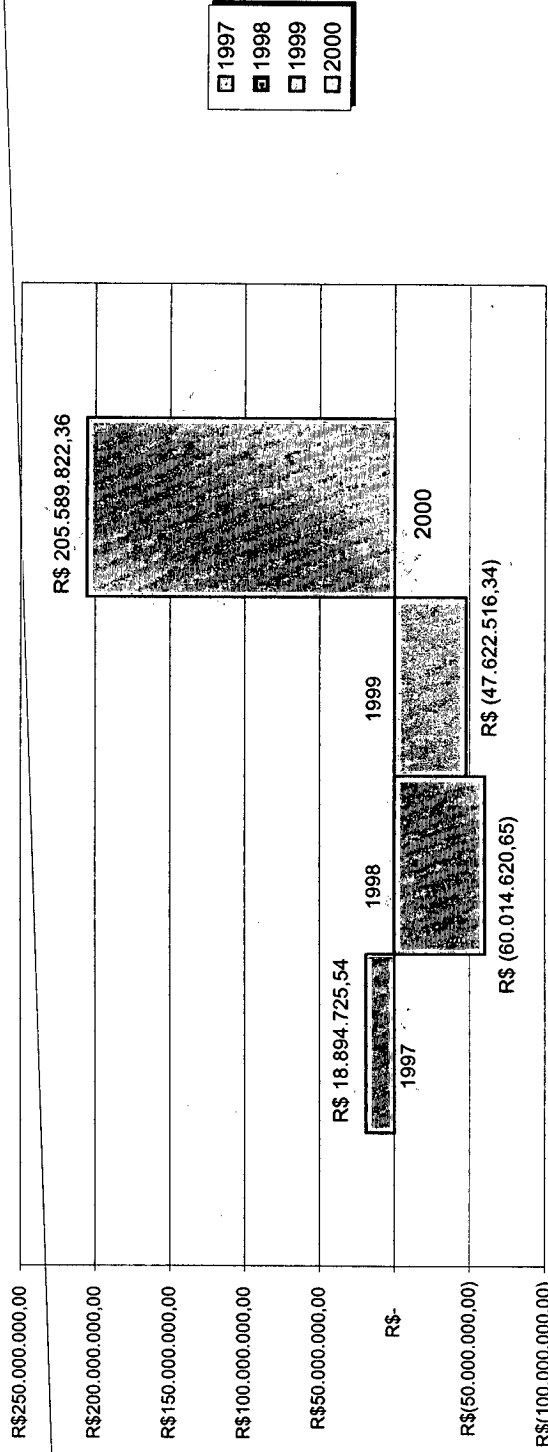 R$250.000.000,00
R$200.000.000,00
R$150.000.000,00
R$100.000.000,00
R$50.000.000,00
R$-
R$(50.000.000,00)
R$(100.000.000,00)
R$ 18.894.725,54
1997
1998
R$ (60.014.620,65)
1999
R$ (47.622.516,34)
R$ 205.589.822,36
2000
1997
1998
1999
2000